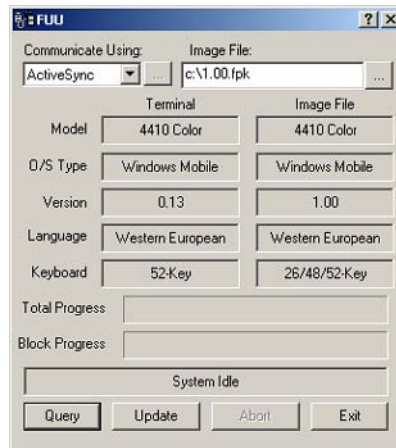 FUU
Communicate Using: Image File:
ActiveSync ... c:\1.00.fpk ...
Terminal Image File
Model 4410 Color 4410 Color
O/S Type Windows Mobile Windows Mobile
Version 0.13 1.00
Language Western European Western European
Keyboard 52-Key 26/48/52-Key
Total Progress
Block Progress
System Idle
Query Update Abort Exit